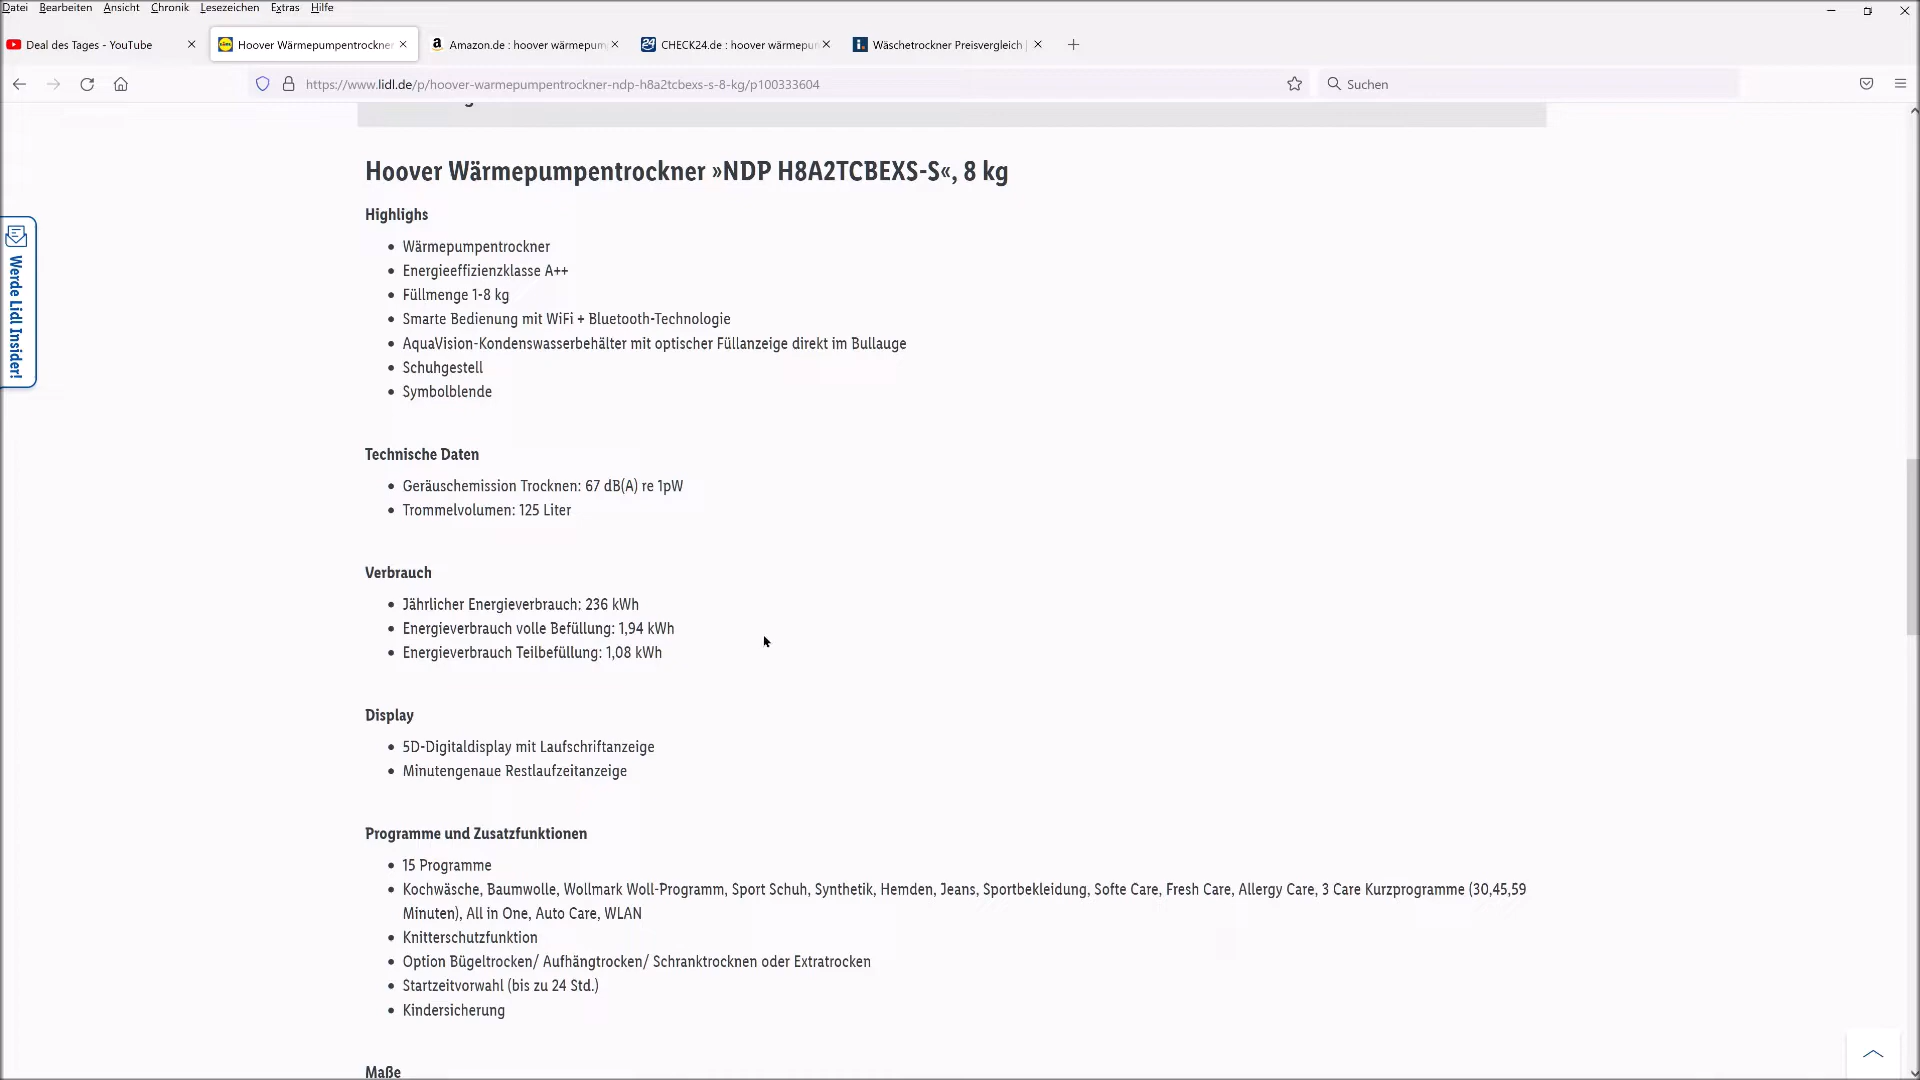 Datei Bearbeiten Ansicht Chronik Lesezeichen Extras Hilfe
Deal des Tages - YouTube
Hoover Wärmepumpentrockner
Amazon.de : hoover wärmepum
CHECK24.de : hoover wärmepur
Wäschetrockner Preisvergleich |
https://www.lidl.de/p/hoover-warmepumpentrockner-ndp-h8a2tcbexs-s-8-kg/p100333604
Suchen
Werde Lidl Insider!
Hoover Wärmepumpentrockner »NDP H8A2TCBEXS-S«, 8 kg
Highlighs
Wärmepumpentrockner
Energieeffizienzklasse A++
Füllmenge 1-8 kg
Smarte Bedienung mit WiFi + Bluetooth-Technologie
AquaVision-Kondenswasserbehälter mit optischer Füllanzeige direkt im Bullauge
Schuhgestell
Symbolblende
Technische Daten
Geräuschemission Trocknen: 67 dB(A) re 1pW
Trommelvolumen: 125 Liter
Verbrauch
Jährlicher Energieverbrauch: 236 kWh
Energieverbrauch volle Befüllung: 1,94 kWh
Energieverbrauch Teilbefüllung: 1,08 kWh
Display
5D-Digitaldisplay mit Laufschriftanzeige
Minutengenaue Restlaufzeitanzeige
Programme und Zusatzfunktionen
15 Programme
Kochwäsche, Baumwolle, Wollmark Woll-Programm, Sport Schuh, Synthetik, Hemden, Jeans, Sportbekleidung, Softe Care, Fresh Care, Allergy Care, 3 Care Kurzprogramme (30,45,59
Minuten), All in One, Auto Care, WLAN
Knitterschutzfunktion
Option Bügeltrocken/ Aufhängtrocken/ Schranktrocknen oder Extratrocken
Startzeitvorwahl (bis zu 24 Std.)
Kindersicherung
Maße